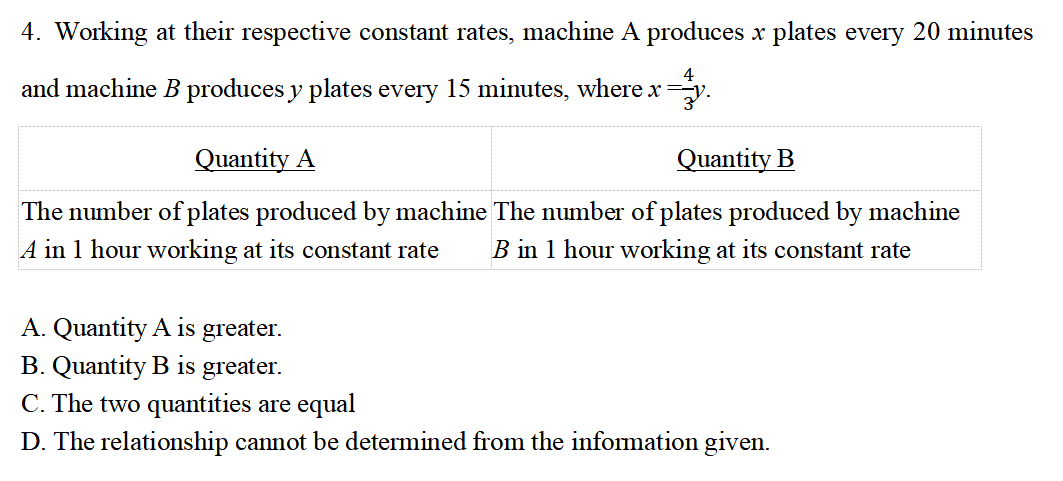 4. Working at their respective constant rates, machine A produces x plates every 20 minutes
and machine B produces y plates every 15 minutes, where x =4/3y.
Quantity A Quantity B
The number of plates produced by machine The number of plates produced by machine
A in 1 hour working at its constant rate B in 1 hour working at its constant rate
A. Quantity A is greater.
B. Quantity B is greater.
C. The two quantities are equal
D. The relationship cannot be determined from the information given.